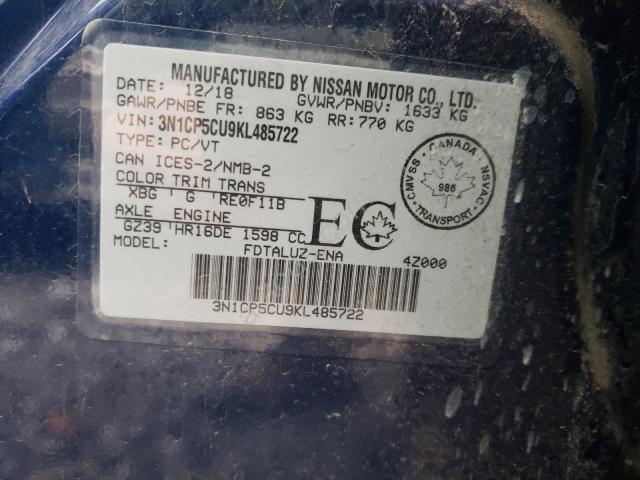 MANUFACTURED BY NISSAN MOTOR CO., LTD.
DATE: 12/18 GVWR/PNBV: 1633 KG
GAWR/PNBE FR: 863 KG RR: 770 KG
VIN: 3N1CP5CU9KL485722
TYPE: PC/VT
CAN ICES-2/NMB-2
COLOR TRIM TRANS
XBG G RE0F11B
AXLE ENGINE
GZ39 HR16DE 1598 CC
MODEL: FDTALUZ-ENA 4Z000
EC
CANADA
CMVSS NSVAC
986
TRANSPORT
3N1CP5CU9KL485722